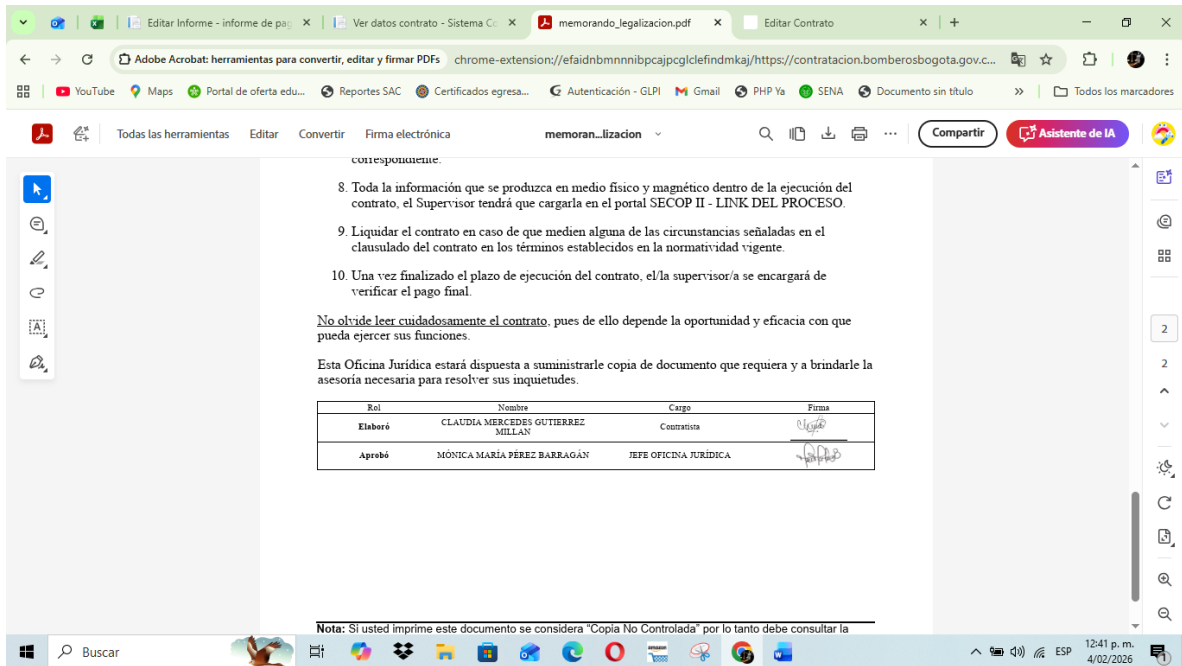 Editar Informe - informe de pag
Ver datos contrato - Sistema Co
memorando_legalizacion.pdf
Editar Contrato
Adobe Acrobat: herramientas para convertir, editar y firmar PDFs
chrome-extension://efaidnbmnnnibpcajpcglclefindmkaj/https://contratacion.bomberosbogota.gov.c...
YouTube
Maps
Portal de oferta edu...
Reportes SAC
Certificados egresa...
Autenticación - GLPI
Gmail
PHP Ya
SENA
Documento sin título
Todos los marcadores
Todas las herramientas
Editar
Convertir
Firma electrónica
memoran...lizacion
Compartir
Asistente de IA
correspondiente.
8. Toda la información que se produzca en medio físico y magnético dentro de la ejecución del
contrato, el Supervisor tendrá que cargarla en el portal SECOP II - LINK DEL PROCESO.
9. Liquidar el contrato en caso de que medien alguna de las circunstancias señaladas en el
clausulado del contrato en los términos establecidos en la normatividad vigente.
10. Una vez finalizado el plazo de ejecución del contrato, el/la supervisor/a se encargará de
verificar el pago final.
No olvide leer cuidadosamente el contrato, pues de ello depende la oportunidad y eficacia con que
pueda ejercer sus funciones.
Esta Oficina Jurídica estará dispuesta a suministrarle copia de documento que requiera y a brindarle la
asesoría necesaria para resolver sus inquietudes.
Rol Nombre Cargo Firma
Elaboró CLAUDIA MERCEDES GUTIERREZ MILLAN Contratista
Aprobó MÓNICA MARÍA PÉREZ BARRAGÁN JEFE OFICINA JURÍDICA
Nota: Si usted imprime este documento se considera "Copia No Controlada" por lo tanto debe consultar la
2
2
Buscar
ESP
12:41 p. m.
4/02/2026